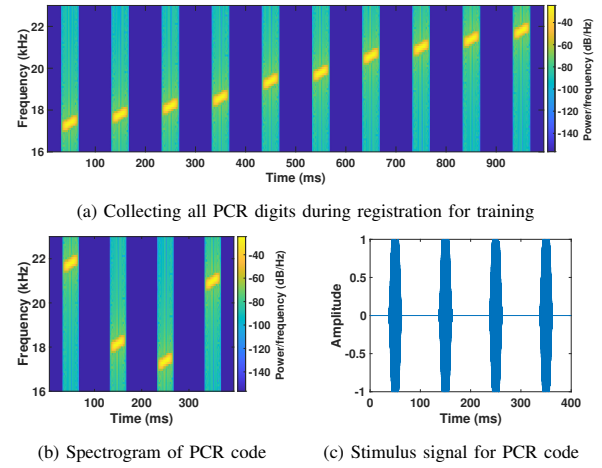 22
20
18
16
Frequency (kHz)
100 200 300 400 500 600 700 800 900
Time (ms)
-40
-60
-80
-100
-120
-140
Power/frequency (dB/Hz)
(a) Collecting all PCR digits during registration for training
22
20
18
16
Frequency (kHz)
100 200 300
Time (ms)
-40
-60
-80
-100
-120
-140
Power/frequency (dB/Hz)
1
0.5
0
-0.5
-1
Amplitude
0 100 200 300 400
Time (ms)
(b) Spectrogram of PCR code
(c) Stimulus signal for PCR code